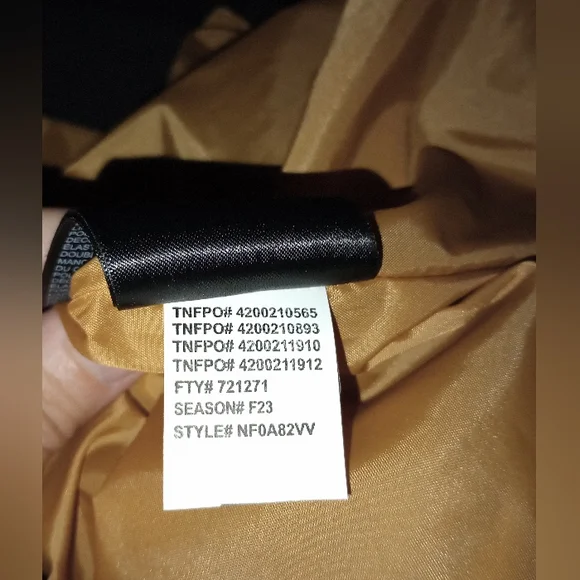 TNFPO# 4200210565
TNFPO# 4200210893
TNFPO# 4200211910
TNFPO# 4200211912
FTY# 721271
SEASON# F23
STYLE# NF0A82VV